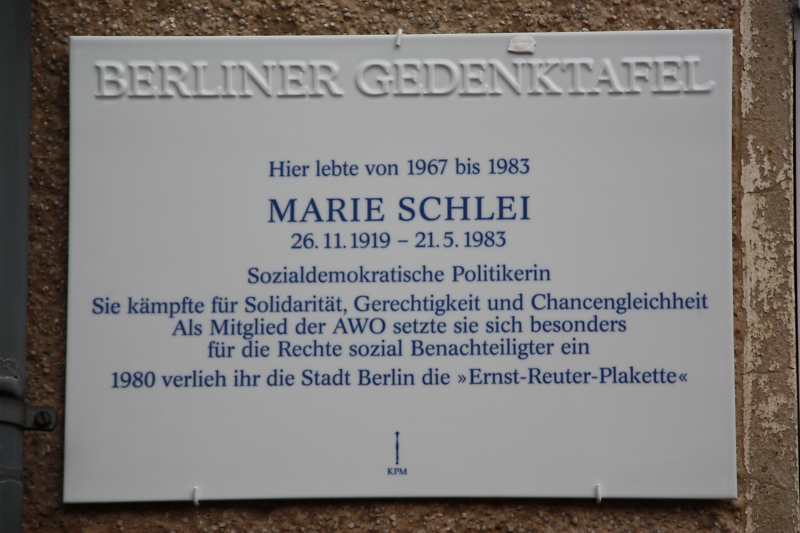 BERLINER GEDENKTAFEL
Hier lebte von 1967 bis 1983
MARIE SCHLEI
26.11.1919 – 21.5.1983
Sozialdemokratische Politikerin
Sie kämpfte für Solidarität, Gerechtigkeit und Chancengleichheit
Als Mitglied der AWO setzte sie sich besonders
für die Rechte sozial Benachteiligter ein
1980 verlieh ihr die Stadt Berlin die »Ernst-Reuter-Plakette«
KPM